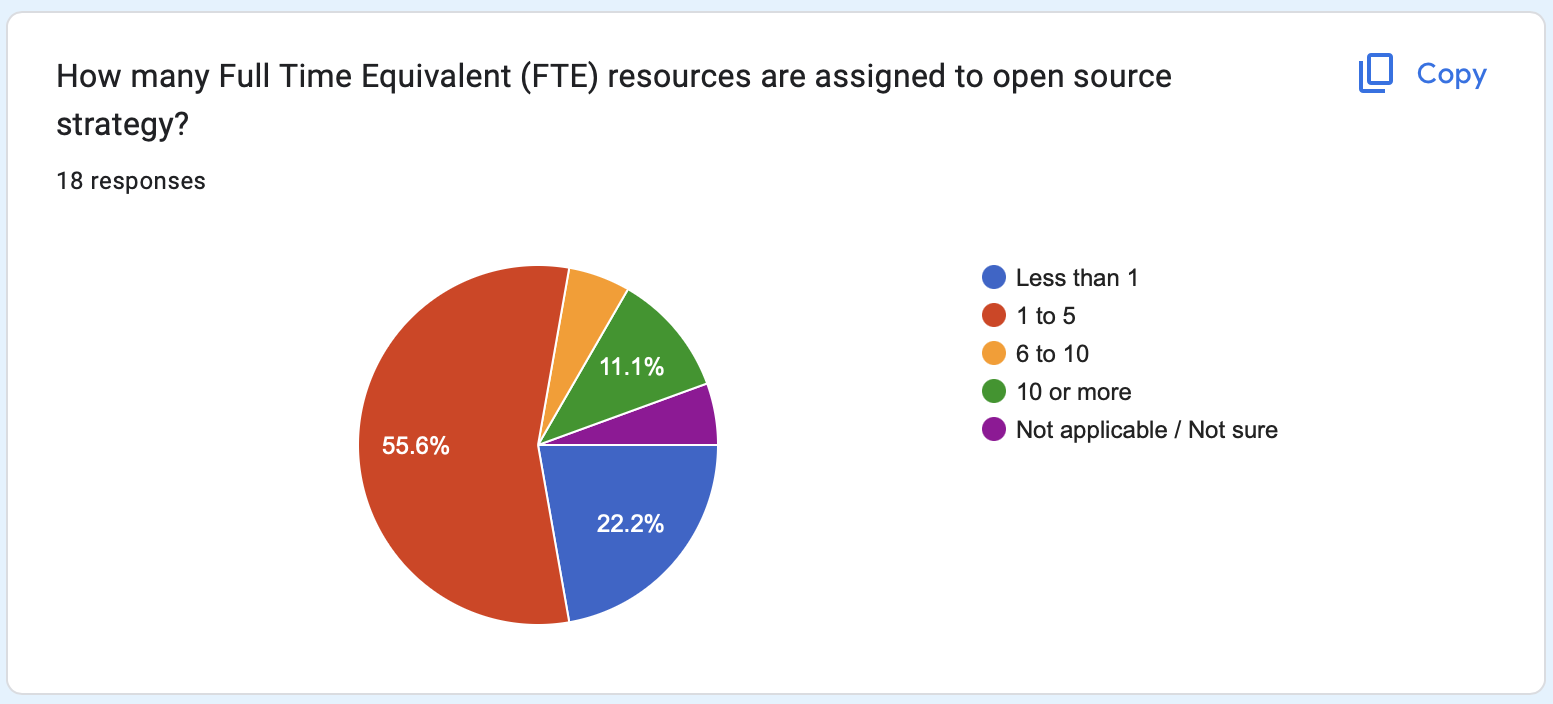 How many Full Time Equivalent (FTE) resources are assigned to open source
strategy?
Copy
18 responses
11.1%
55.6%
22.2%
Less than 1
1 to 5
6 to 10
10 or more
Not applicable / Not sure